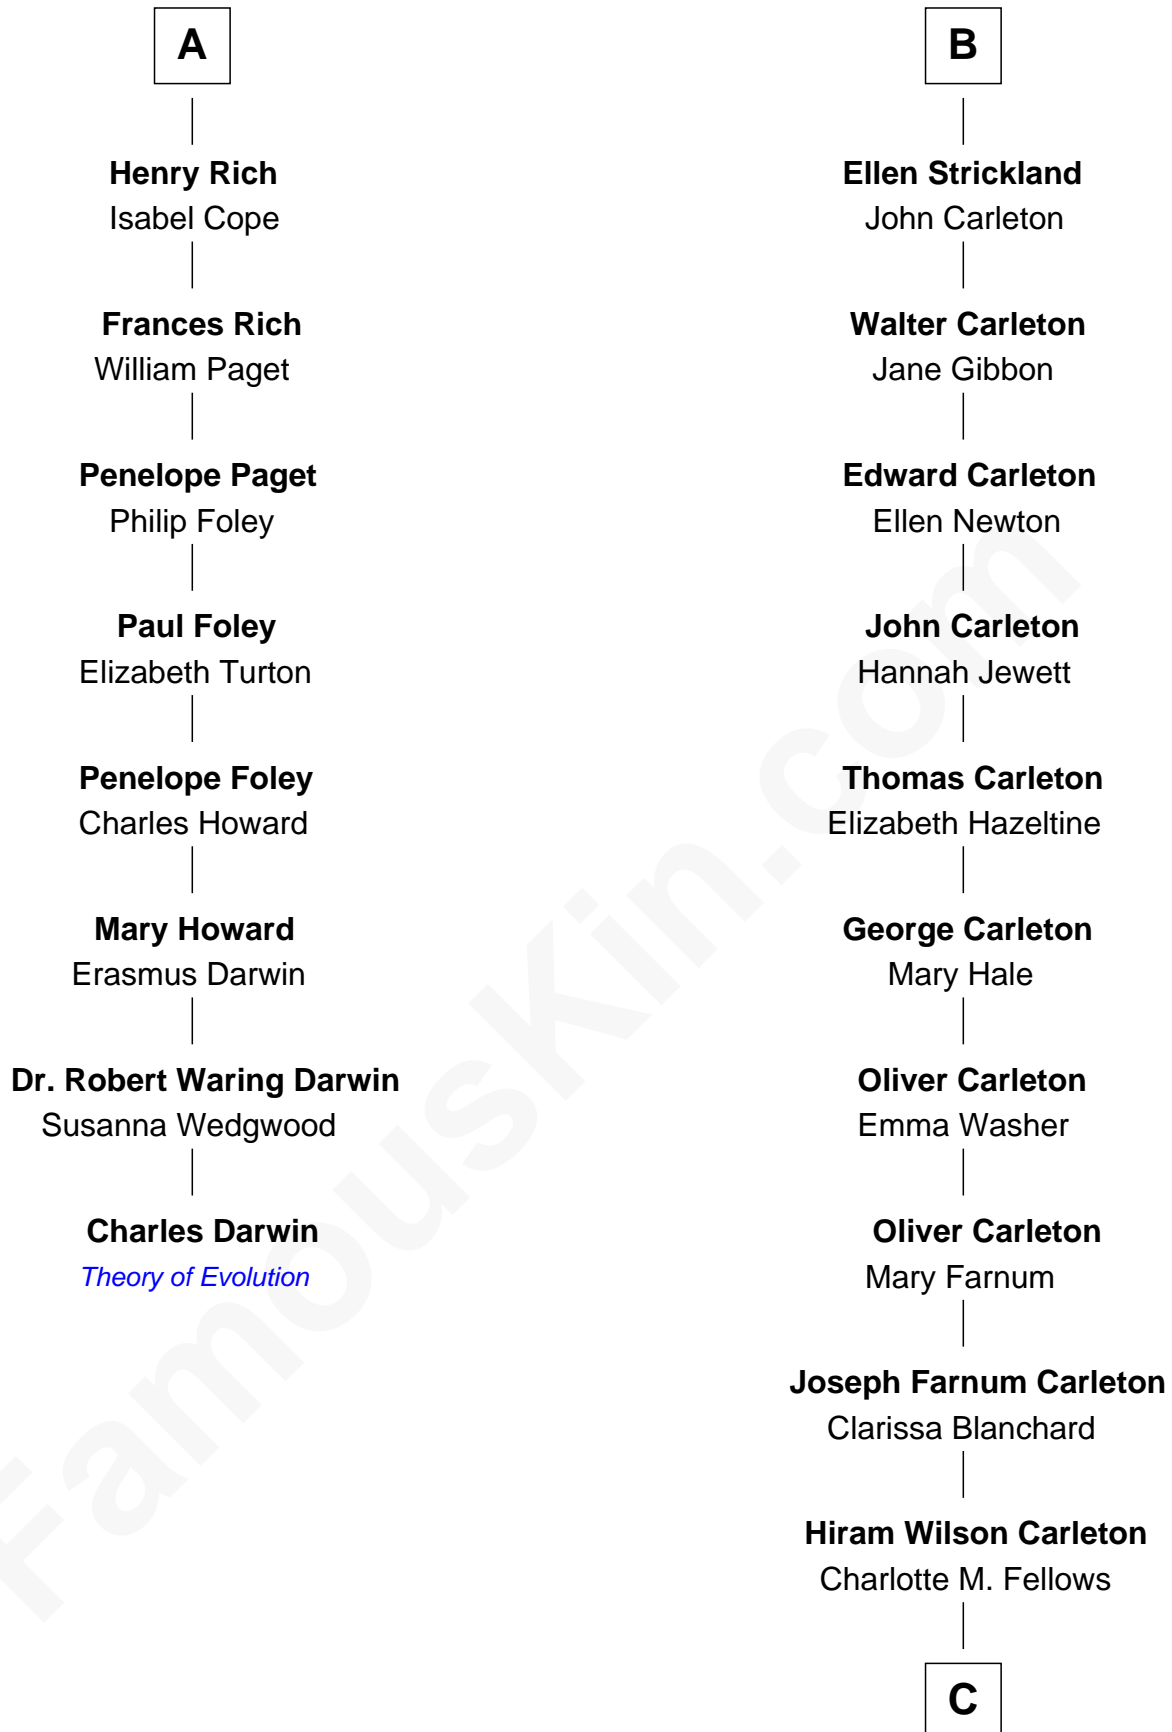 A
Henry Rich
Isabel Cope
Frances Rich
William Paget
Penelope Paget
Philip Foley
Paul Foley
Elizabeth Turton
Penelope Foley
Charles Howard
Mary Howard
Erasmus Darwin
Dr. Robert Waring Darwin
Susanna Wedgwood
Charles Darwin
Theory of Evolution
B
Ellen Strickland
John Carleton
Walter Carleton
Jane Gibbon
Edward Carleton
Ellen Newton
John Carleton
Hannah Jewett
Thomas Carleton
Elizabeth Hazeltine
George Carleton
Mary Hale
Oliver Carleton
Emma Washer
Oliver Carleton
Mary Farnum
Joseph Farnum Carleton
Clarissa Blanchard
Hiram Wilson Carleton
Charlotte M. Fellows
C
FamousKin.com